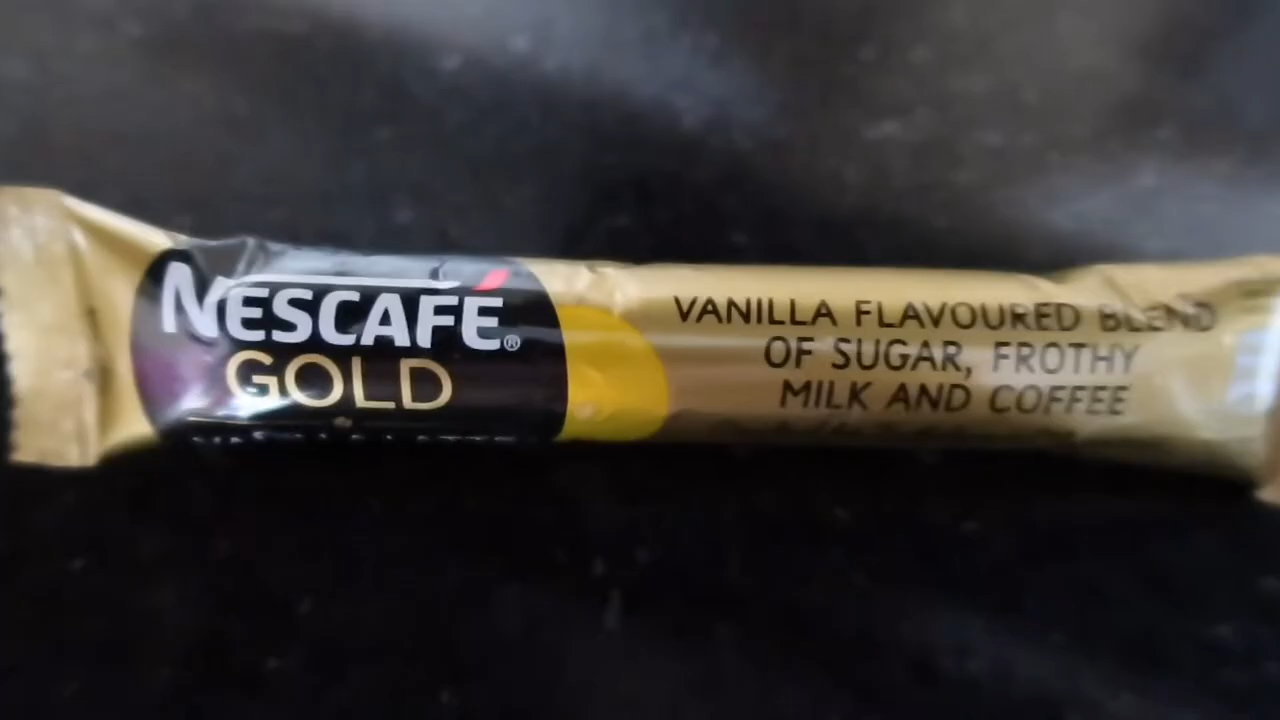 NESCAFÉ®
GOLD
VANILLA FLAVOURED BLEND
OF SUGAR, FROTHY
MILK AND COFFEE